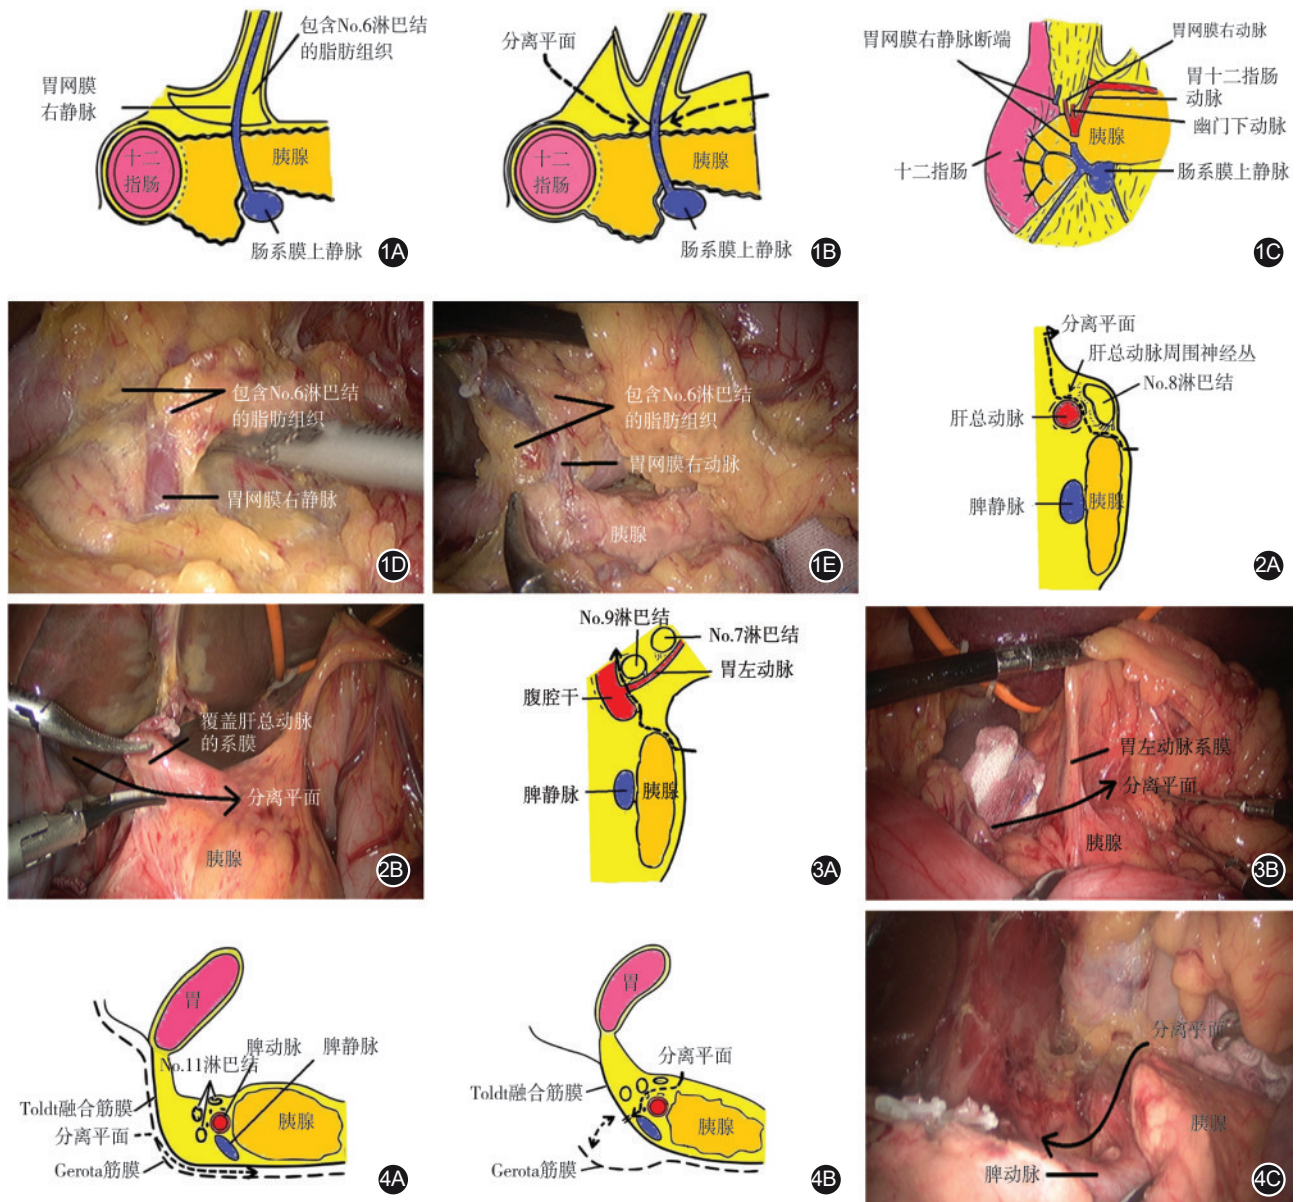 包含No.6淋巴结
的脂肪组织
胃网膜
右静脉
十二
指肠
胰腺
肠系膜上静脉
1A
分离平面
十二
指肠
胰腺
肠系膜上静脉
1B
胃网膜右静脉断端
胃网膜右动脉
胃十二指肠
动脉
幽门下动脉
胰腺
十二指肠
肠系膜上静脉
1C
包含No.6淋巴结
的脂肪组织
胃网膜右静脉
1D
包含No.6淋巴结
的脂肪组织
胃网膜右动脉
胰腺
1E
分离平面
肝总动脉周围神经丛
No.8淋巴结
肝总动脉
脾静脉
胰腺
2A
覆盖肝总动脉
的系膜
分离平面
胰腺
2B
No.9淋巴结
No.7淋巴结
胃左动脉
腹腔干
脾静脉
胰腺
3A
胃左动脉系膜
分离平面
胰腺
3B
胃
脾动脉
脾静脉
No.11淋巴结
Toldt融合筋膜
分离平面
Gerota筋膜
胰腺
4A
胃
分离平面
Toldt融合筋膜
胰腺
Gerota筋膜
4B
分离平面
胰腺
脾动脉
4C